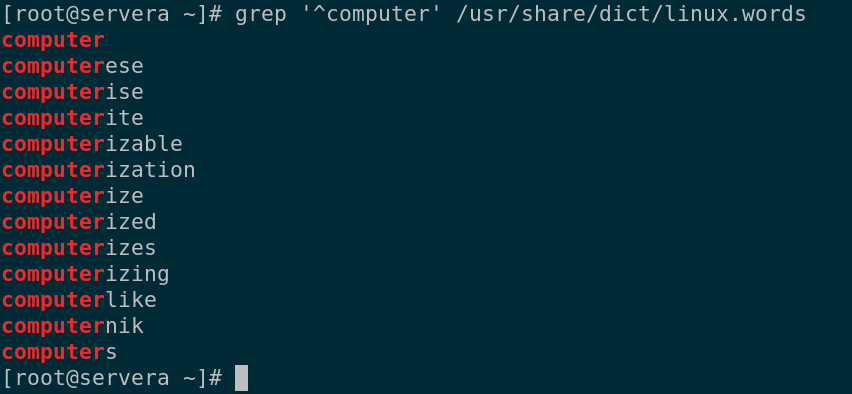 [root@servera ~]# grep '^computer' /usr/share/dict/linux.words
computer
computerese
computerise
computerite
computerizable
computerization
computerize
computerized
computerizes
computerizing
computerlike
computernik
computers
[root@servera ~]#